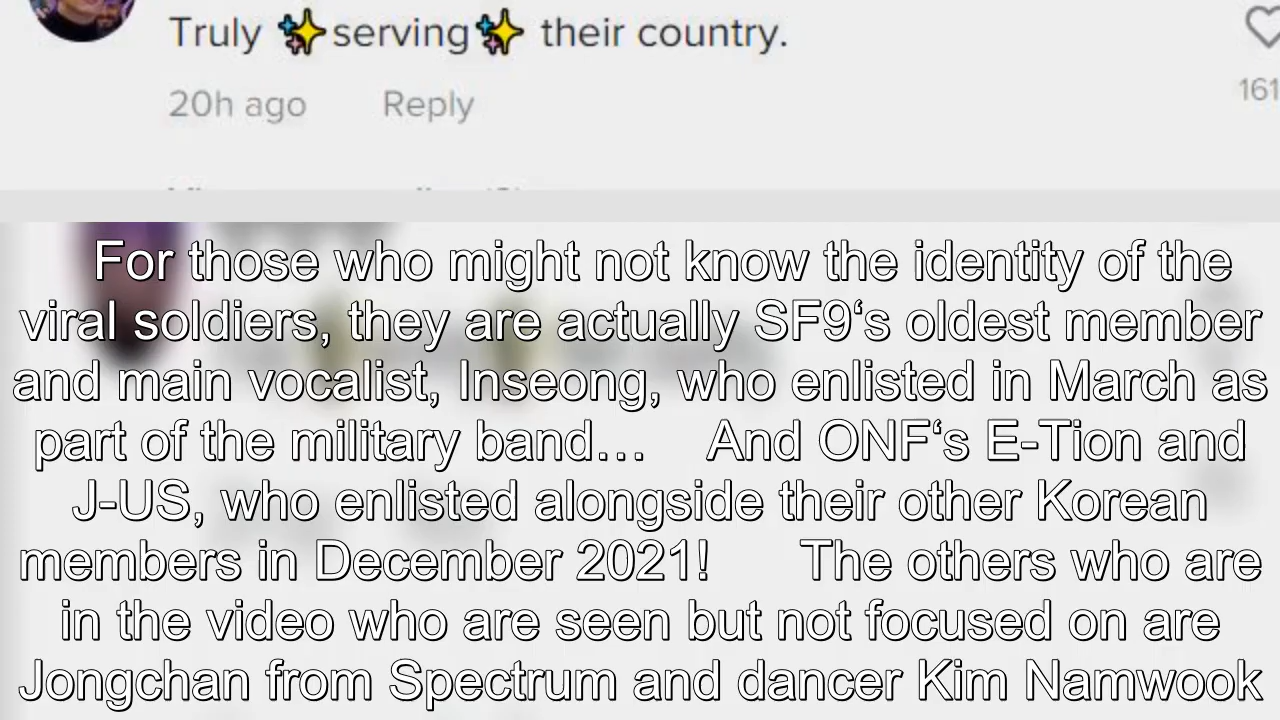 Truly ✨serving✨ their country.
20h ago Reply
161
For those who might not know the identity of the
viral soldiers, they are actually SF9‘s oldest member
and main vocalist, Inseong, who enlisted in March as
part of the military band… And ONF‘s E-Tion and
J-US, who enlisted alongside their other Korean
members in December 2021! The others who are
in the video who are seen but not focused on are
Jongchan from Spectrum and dancer Kim Namwook